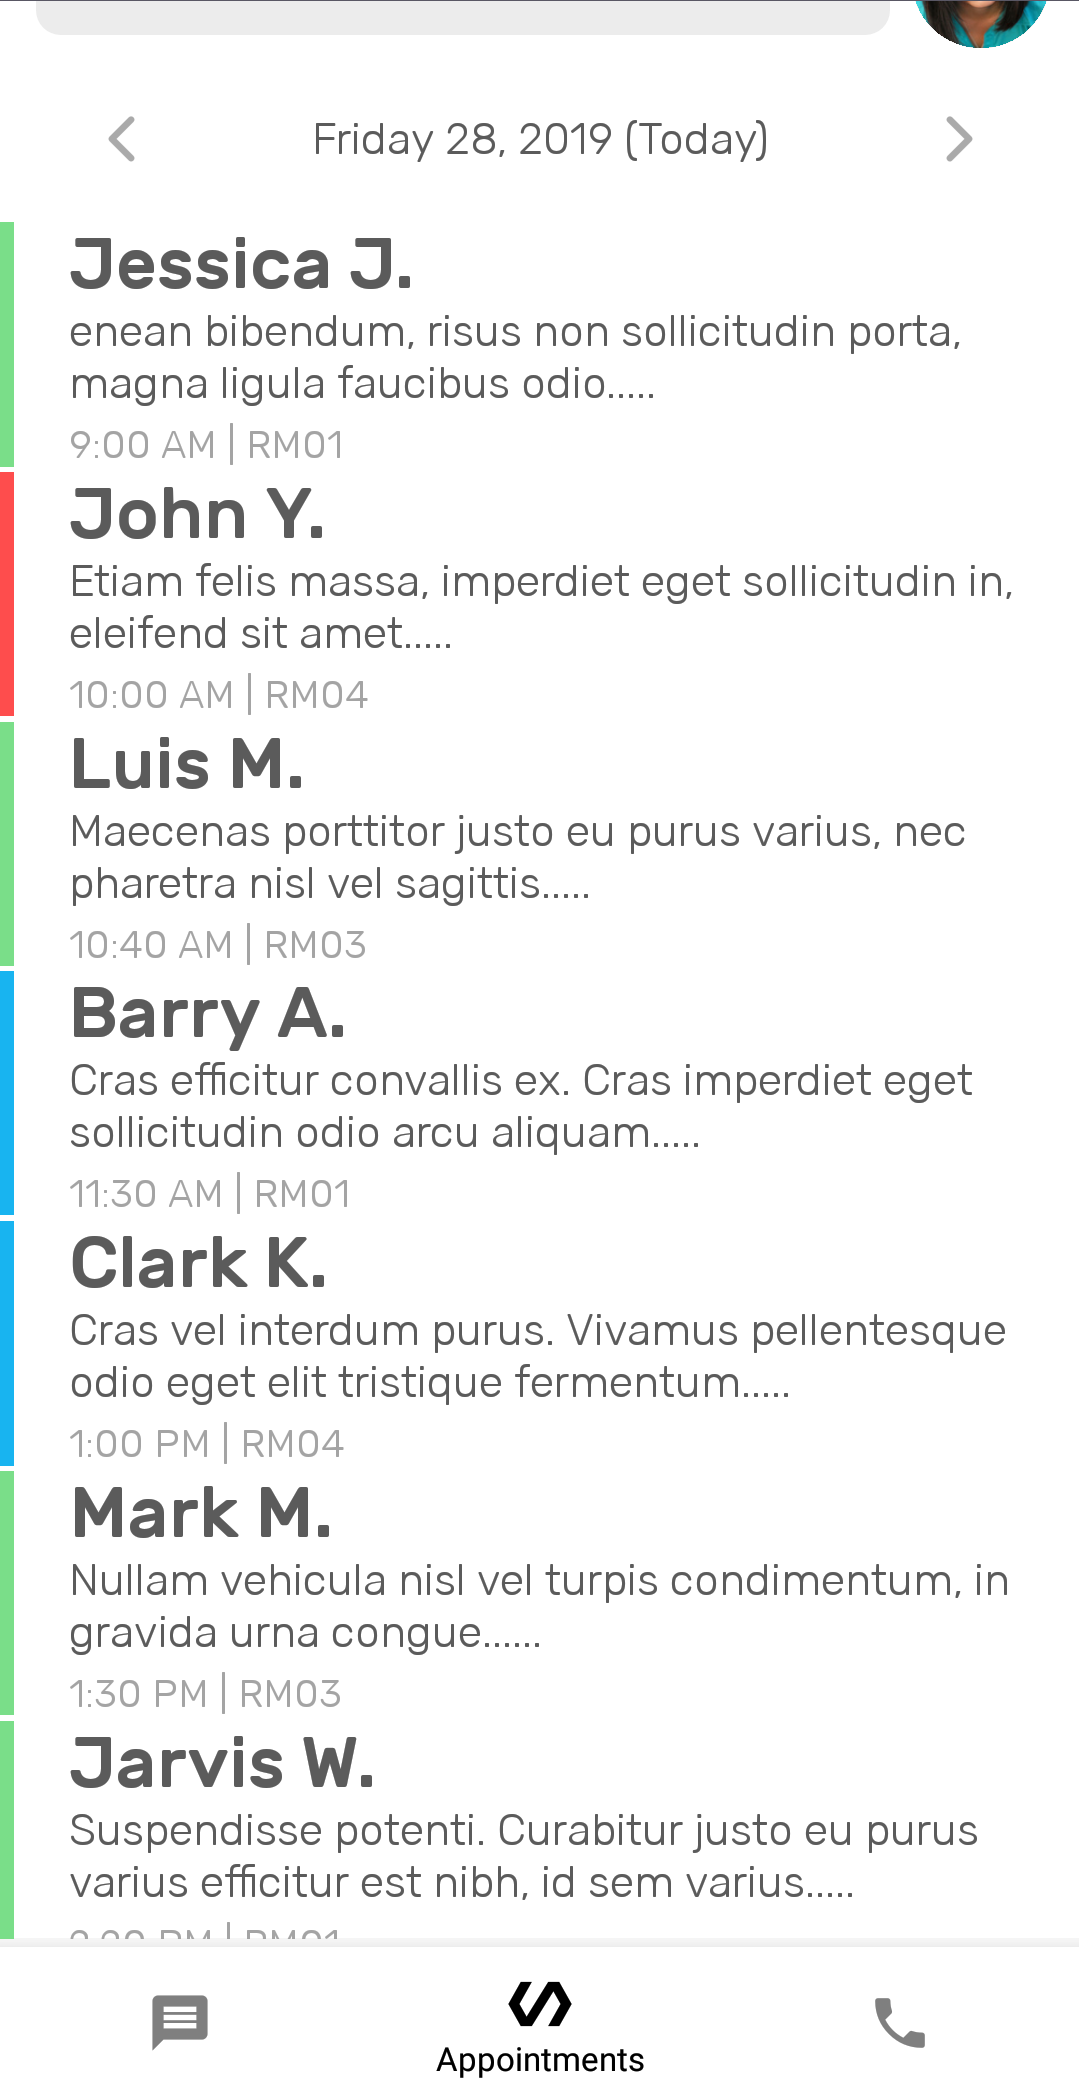 Friday 28, 2019 (Today)
Jessica J.
enean bibendum, risus non sollicitudin porta,
magna ligula faucibus odio.....
9:00 AM | RM01
John Y.
Etiam felis massa, imperdiet eget sollicitudin in,
eleifend sit amet.....
10:00 AM | RM04
Luis M.
Maecenas porttitor justo eu purus varius, nec
pharetra nisl vel sagittis.....
10:40 AM | RM03
Barry A.
Cras efficitur convallis ex. Cras imperdiet eget
sollicitudin odio arcu aliquam.....
11:30 AM | RM01
Clark K.
Cras vel interdum purus. Vivamus pellentesque
odio eget elit tristique fermentum.....
1:00 PM | RM04
Mark M.
Nullam vehicula nisl vel turpis condimentum, in
gravida urna congue......
1:30 PM | RM03
Jarvis W.
Suspendisse potenti. Curabitur justo eu purus
varius efficitur est nibh, id sem varius.....
PM | RM01
Appointments